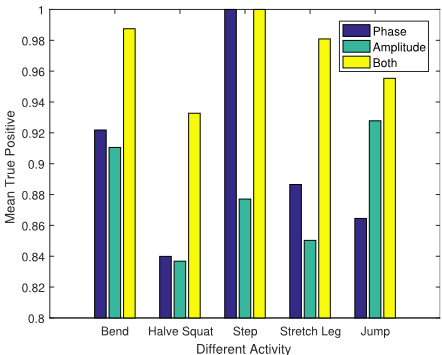 1
0.98
0.96
0.94
0.92
0.9
0.88
0.86
0.84
0.82
0.8
Mean True Positive
Phase
Amplitude
Both
Bend Halve Squat Step Stretch Leg Jump
Different Activity